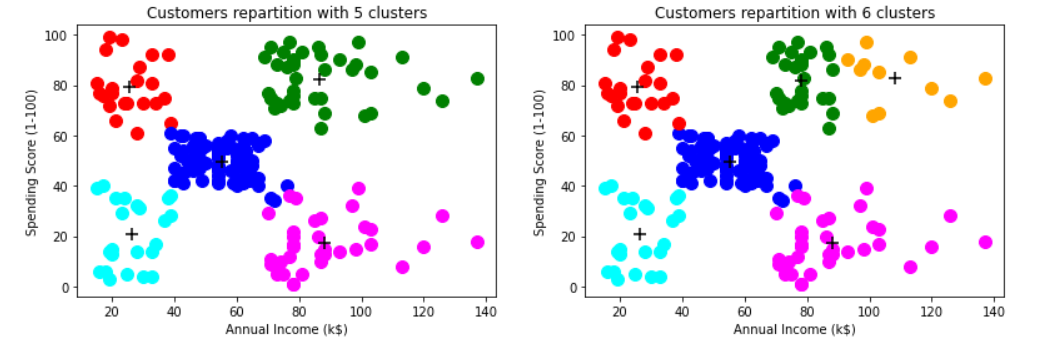 Customers repartition with 5 clusters
Spending Score (1-100)
100
80
60
40
20
0
20 40 60 80 100 120 140
Annual Income (k$)
Customers repartition with 6 clusters
Spending Score (1-100)
100
80
60
40
20
0
20 40 60 80 100 120 140
Annual Income (k$)